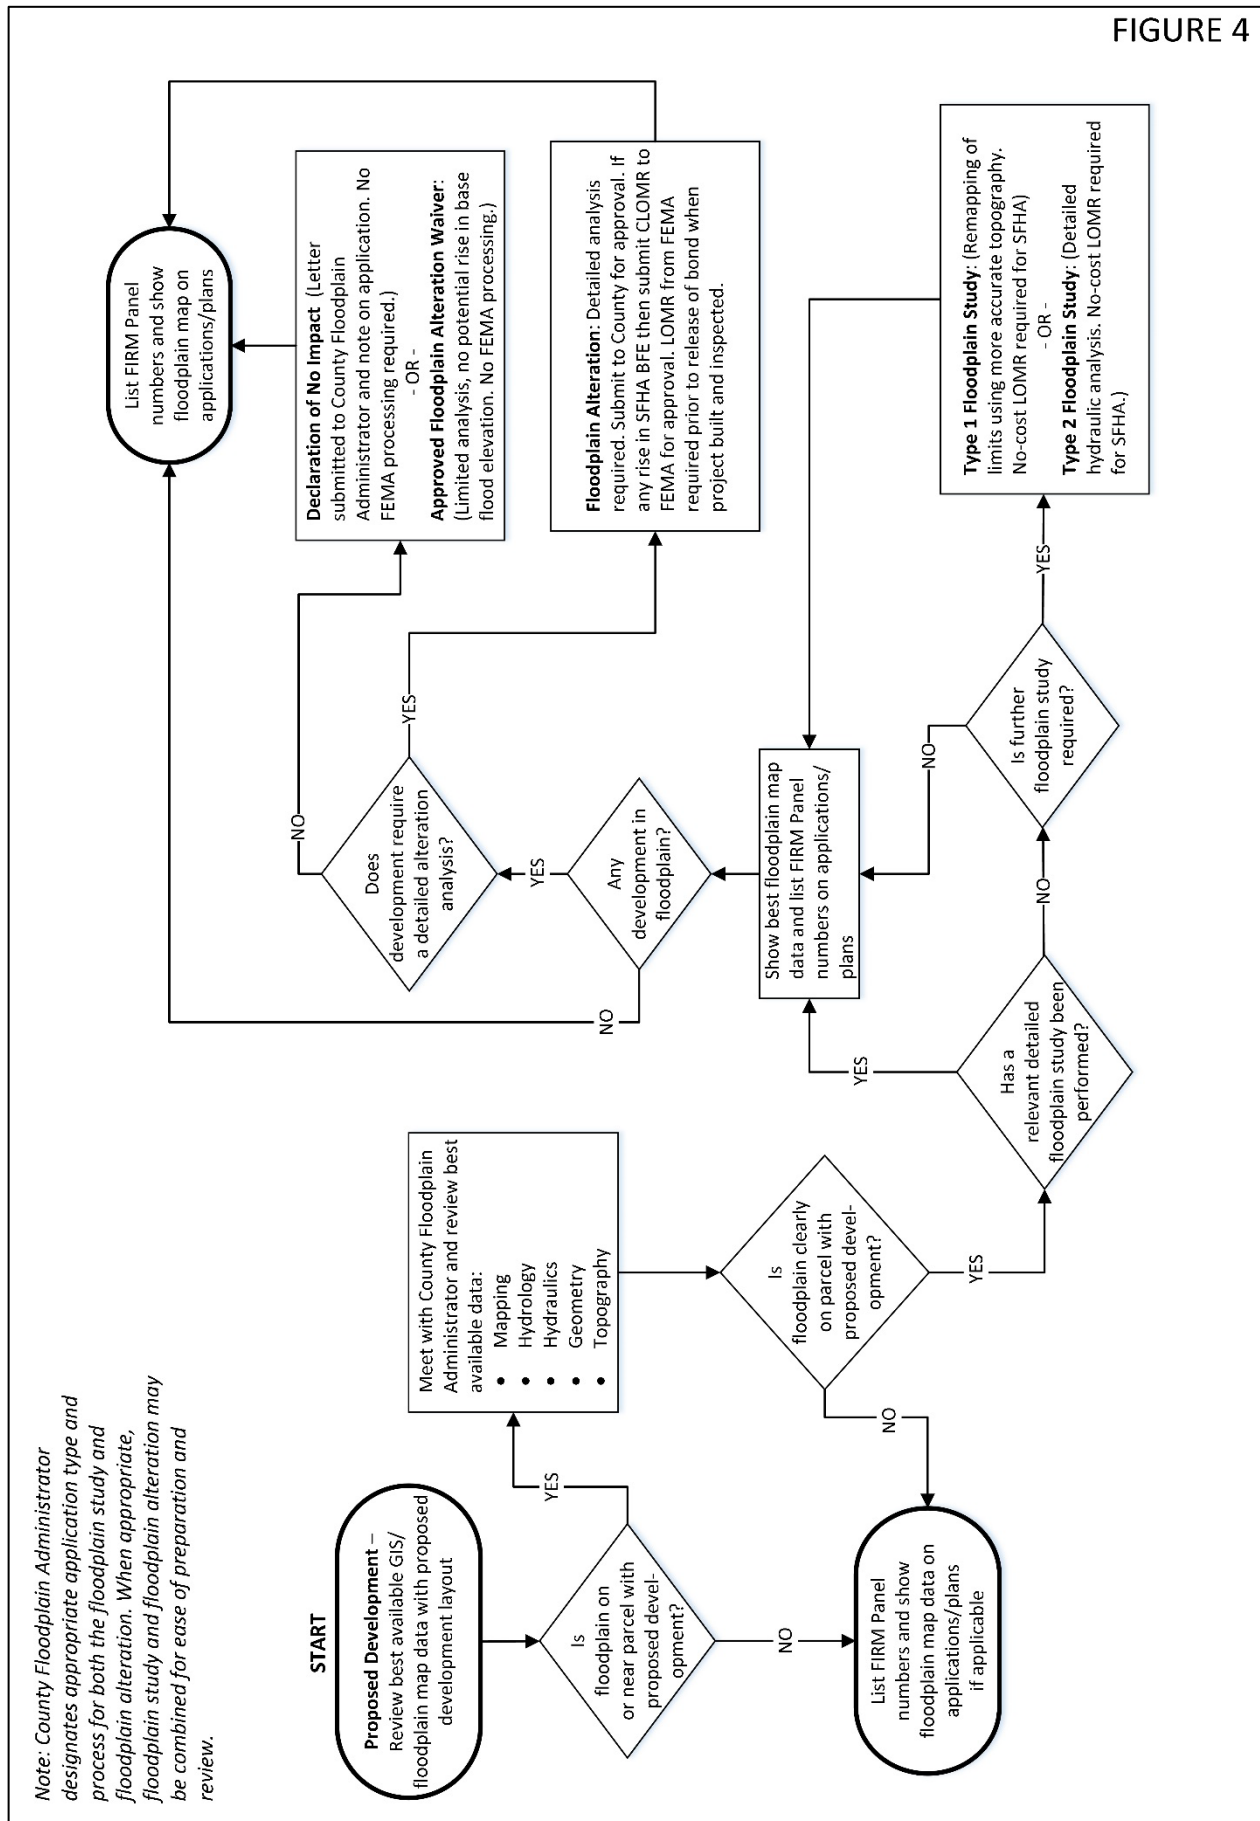 FIGURE 4
Note: County Floodplain Administrator
designates appropriate application type and
process for both the floodplain study and
floodplain alteration. When appropriate,
floodplain study and floodplain alteration may
be combined for ease of preparation and
review.
START
Proposed Development –
Review best available GIS/
floodplain map data with proposed
development layout
Is
floodplain on
or near parcel with
proposed devel-
opment?
YES
NO
List FIRM Panel
numbers and show
floodplain map data on
applications/plans
if applicable
Meet with County Floodplain
Administrator and review best
available data:
• Mapping
• Hydrology
• Hydraulics
• Geometry
• Topography
Is
floodplain clearly
on parcel with
proposed devel-
opment?
NO
YES
Has a
relevant detailed
floodplain study been
performed?
YES
NO
Is further
floodplain study
required?
NO
YES
Type 1 Floodplain Study: (Remapping of
limits using more accurate topography.
No-cost LOMR required for SFHA)
- OR -
Type 2 Floodplain Study: (Detailed
hydraulic analysis. No-cost LOMR required
for SFHA.)
Show best floodplain map
data and list FIRM Panel
numbers on applications/
plans
Any
development in
floodplain?
NO
YES
Does
development require
a detailed alteration
analysis?
NO
YES
Declaration of No Impact (Letter
submitted to County Floodplain
Administrator and note on application. No
FEMA processing required.)
- OR -
Approved Floodplain Alteration Waiver:
(Limited analysis, no potential rise in base
flood elevation. No FEMA processing.)
Floodplain Alteration: Detailed analysis
required. Submit to County for approval. If
any rise in SFHA BFE then submit CLOMR to
FEMA for approval. LOMR from FEMA
required prior to release of bond when
project built and inspected.
List FIRM Panel
numbers and show
floodplain map on
applications/plans